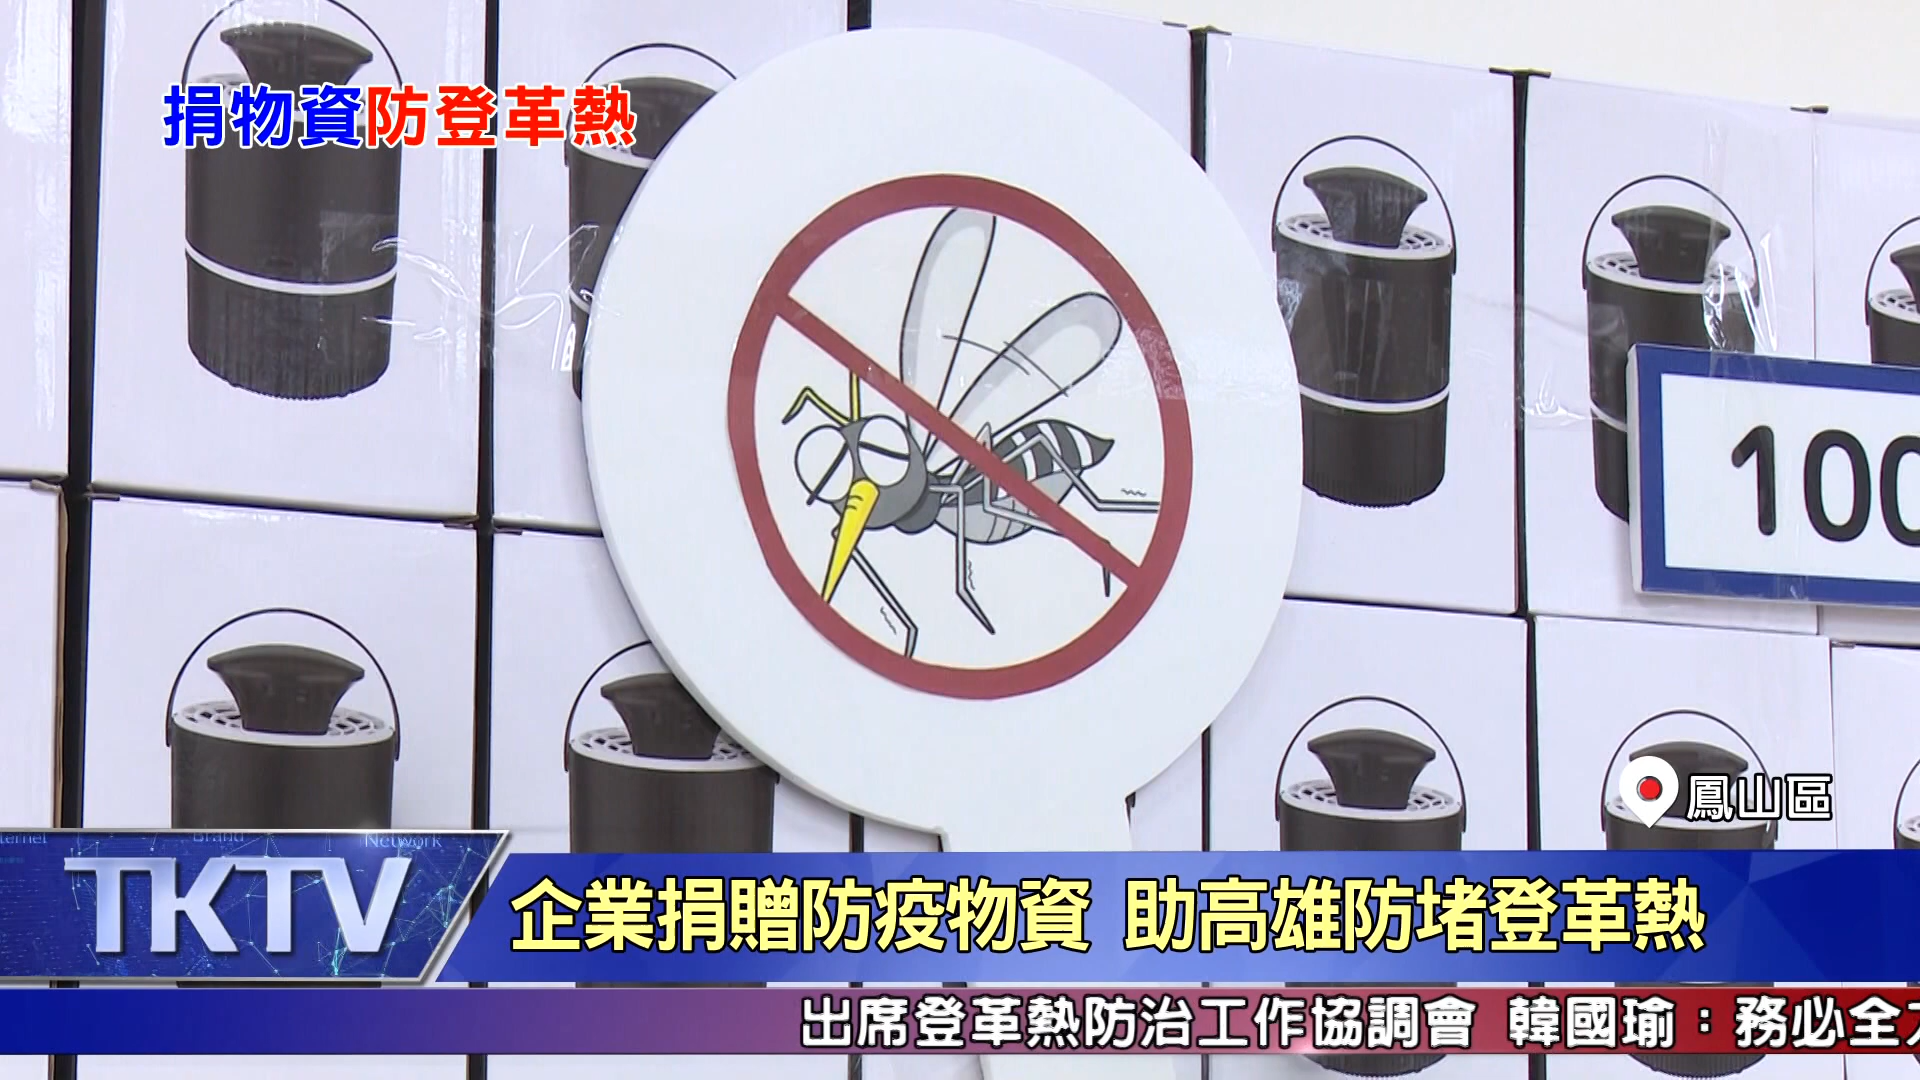 捐物資防登革熱
100
鳳山區
Brand
Network
TKTV
企業捐贈防疫物資 助高雄防堵登革熱
出席登革熱防治工作協調會 韓國瑜：務必全